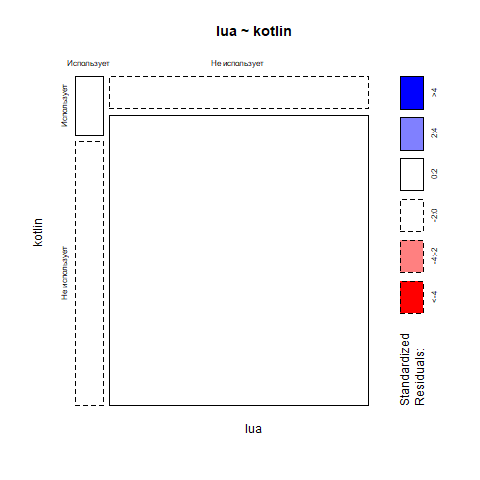 lua ~ kotlin
Использует
Не использует
Использует
Не использует
kotlin
lua
>4
2:4
0:2
-2:0
-4:-2
<-4
Standardized
Residuals: